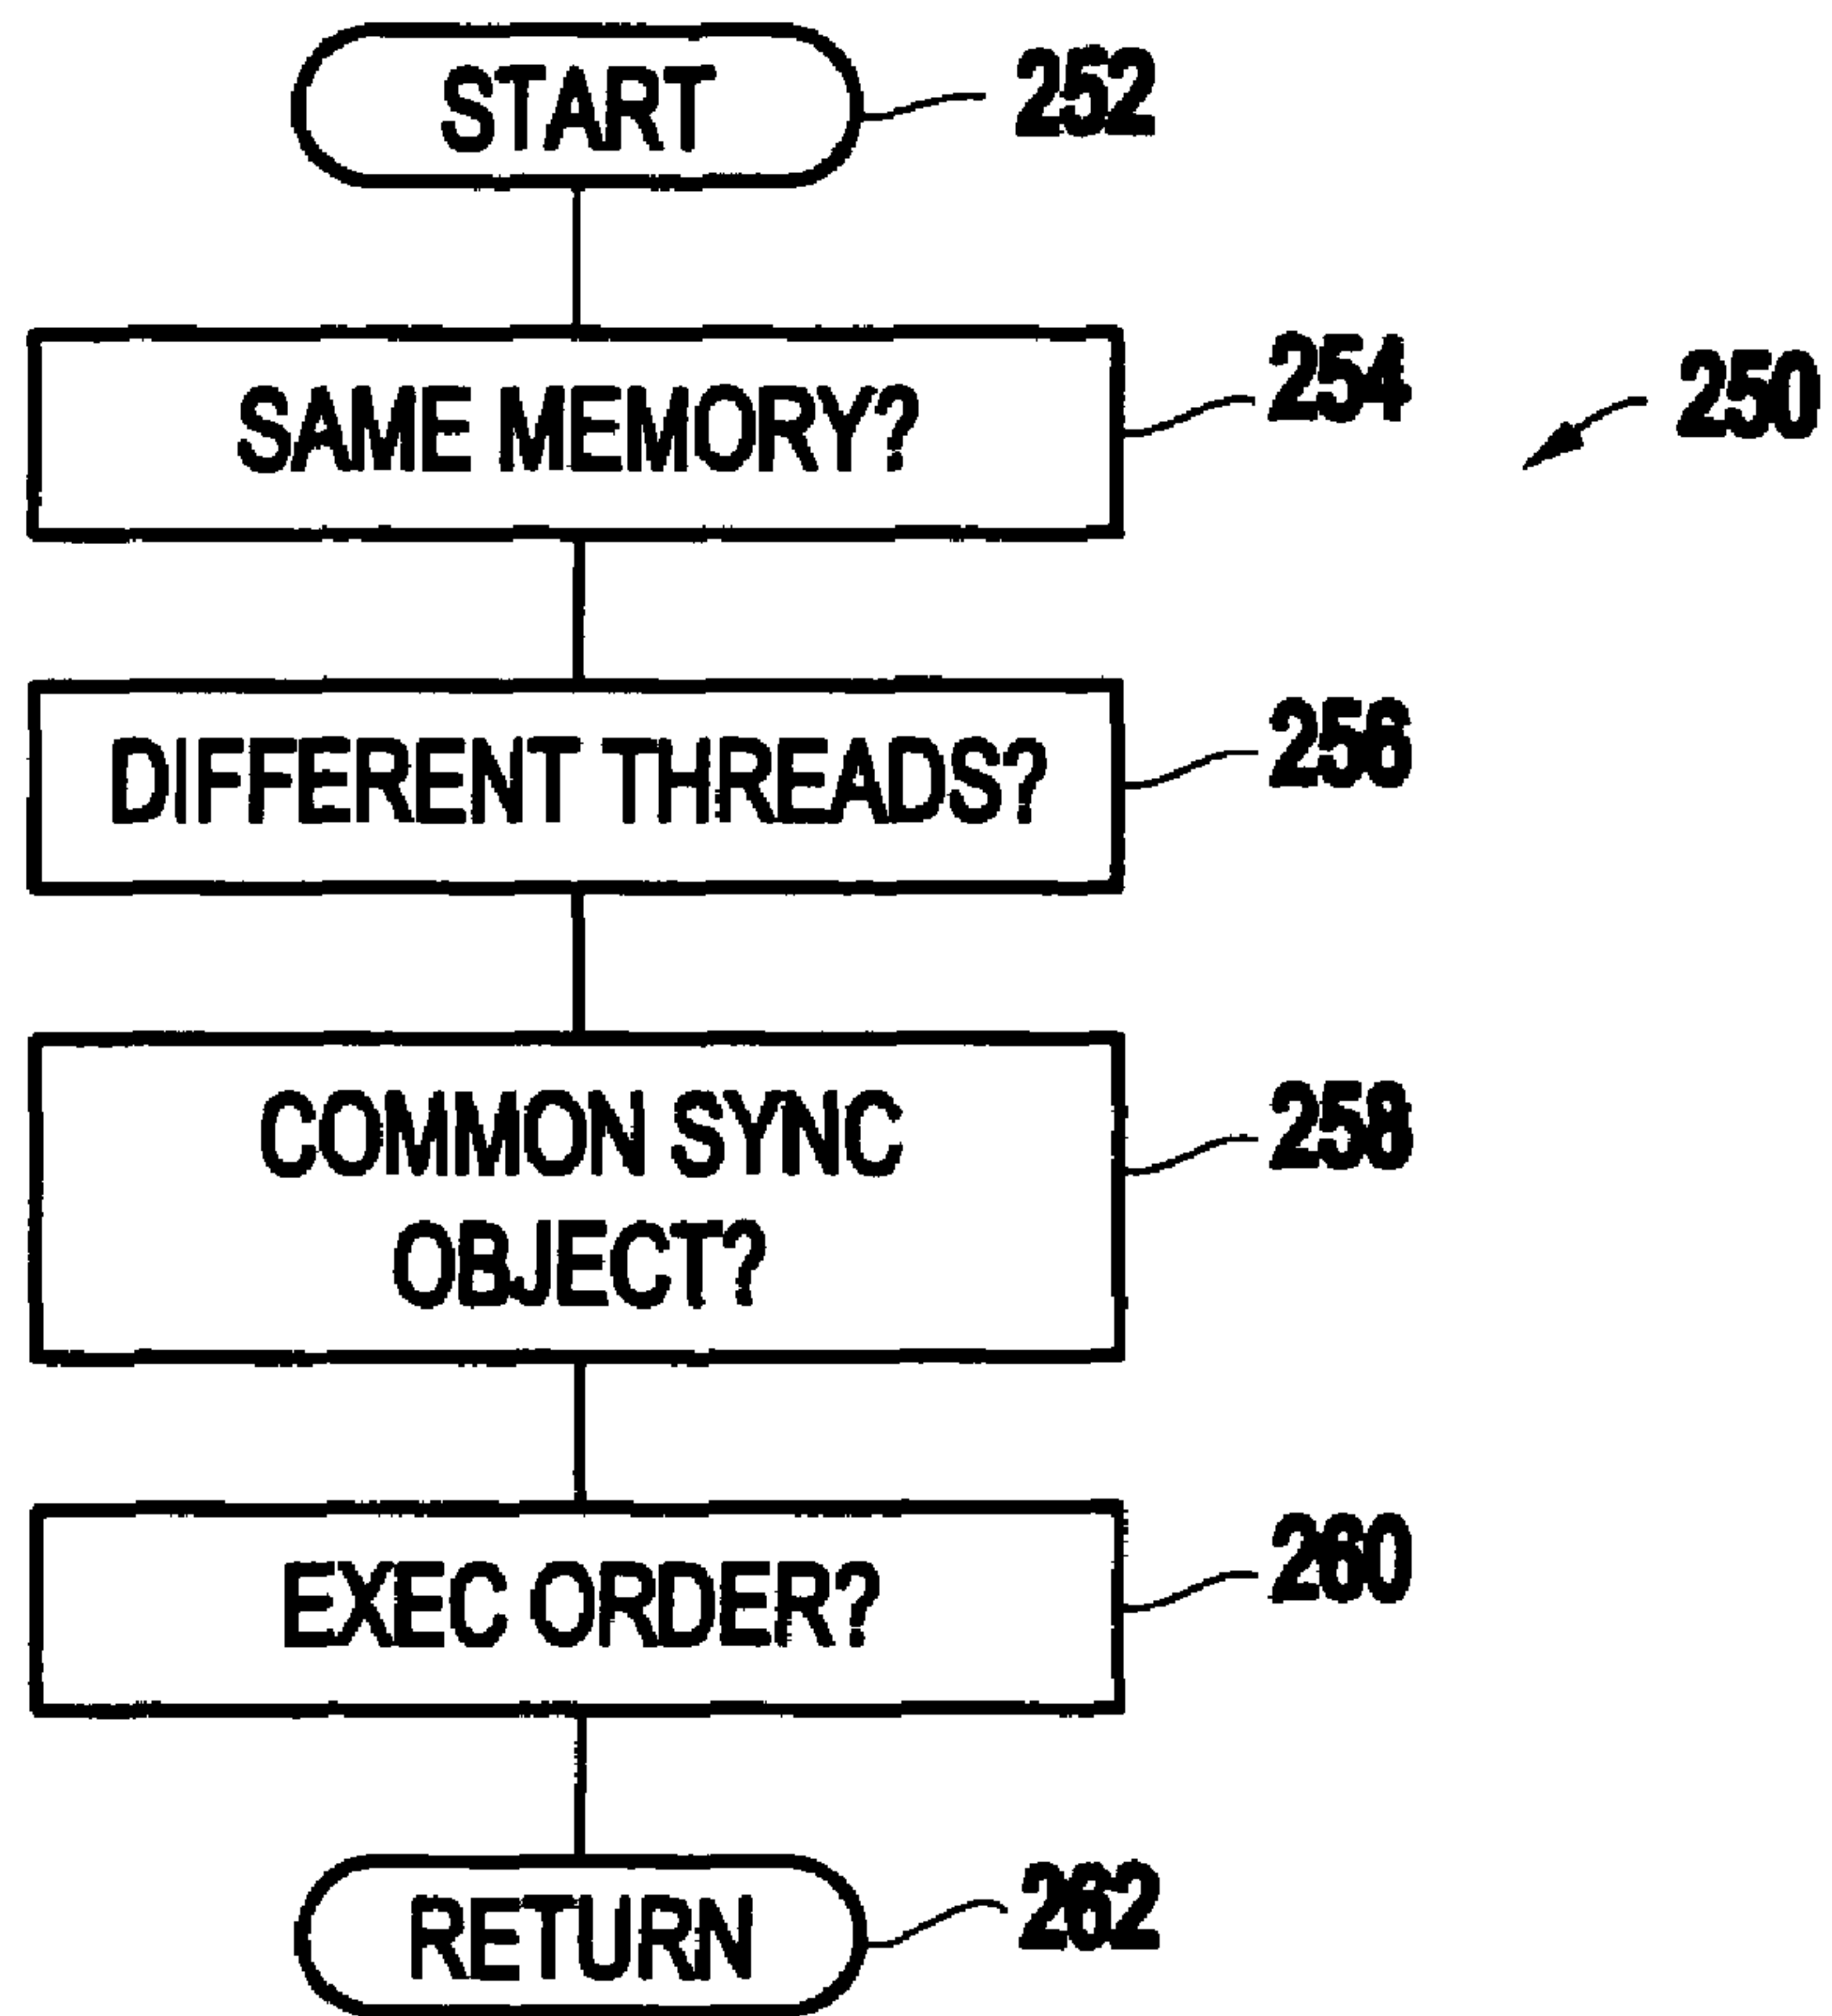 START 252
SAME MEMORY? 254
250
DIFFERENT THREADS? 256
COMMON SYNC 258
OBJECT?
EXEC ORDER? 260
RETURN 262